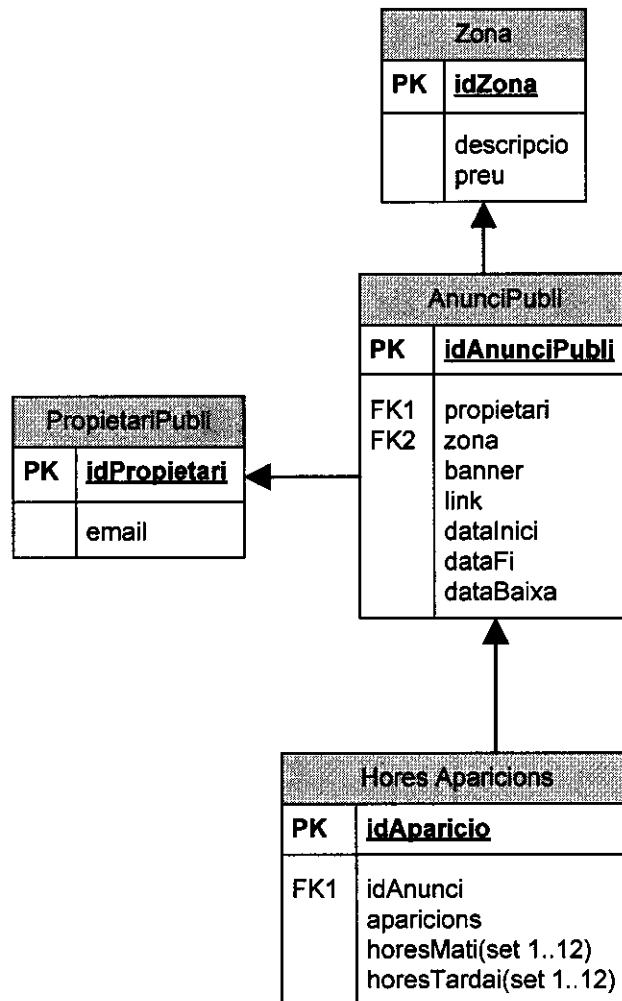 Zona
PK idZona
descripcio
preu
AnunciPubli
PK idAnunciPubli
FK1 propietari
FK2 zona
banner
link
dataInici
dataFi
dataBaixa
PropietariPubli
PK idPropietari
email
Hores Aparicions
PK idAparicio
FK1 idAnunci
aparicions
horesMati(set 1..12)
horesTardai(set 1..12)